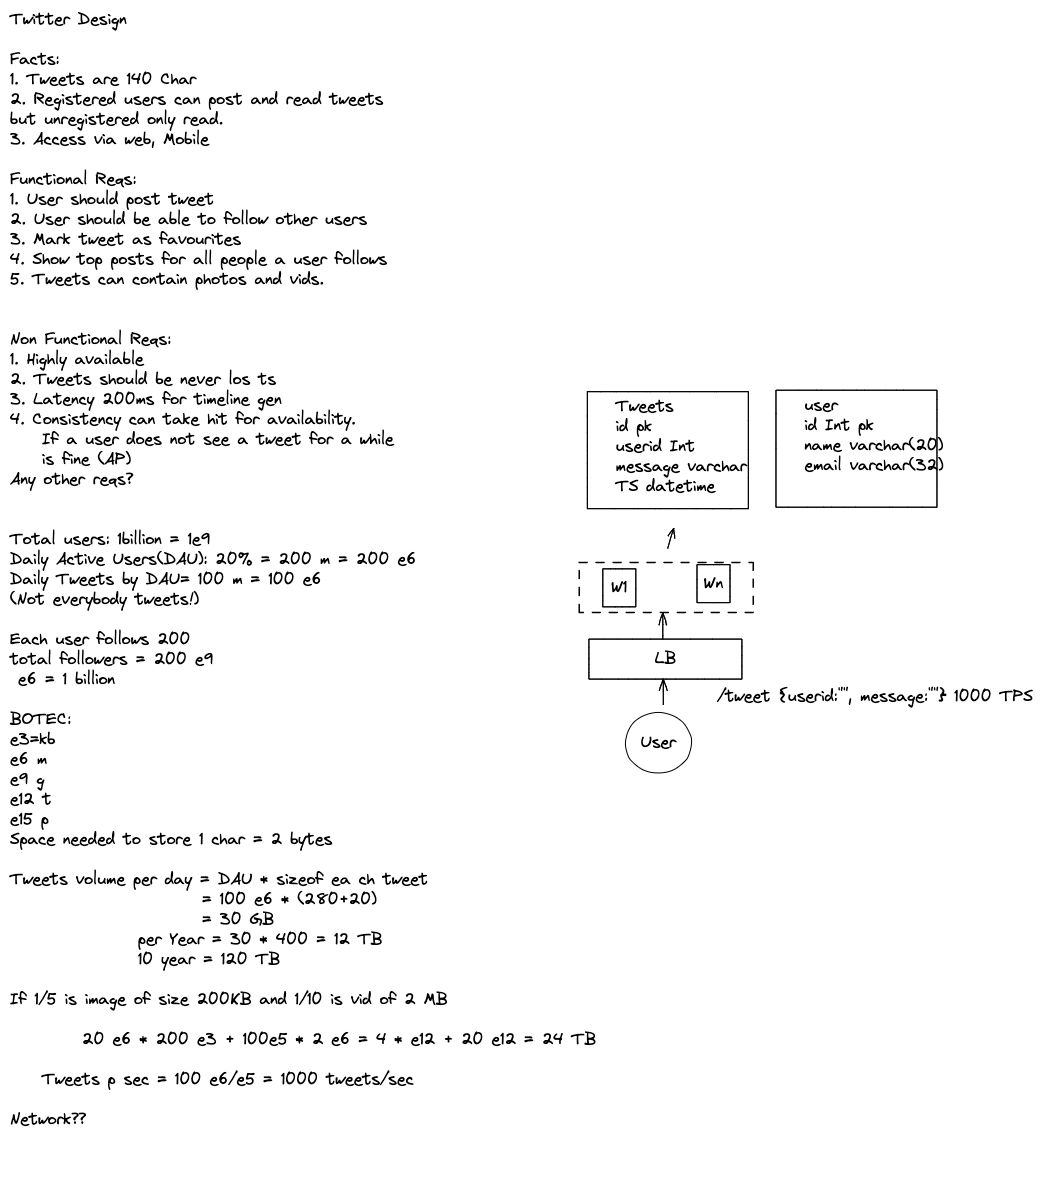 Twitter Design
Facts:
1. Tweets are 140 Char
2. Registered users can post and read tweets
but unregistered only read.
3. Access via web, Mobile
Functional Reqs:
1. User should post tweet
2. User should be able to follow other users
3. Mark tweet as favourites
4. Show top posts for all people a user follows
5. Tweets can contain photos and vids.
Non Functional Reqs:
1. Highly available
2. Tweets should be never los ts
3. Latency 200ms for timeline gen
4. Consistency can take hit for availability.
If a user does not see a tweet for a while
is fine (AP)
Any other reqs?
Total users: 1billion = 1e9
Daily Active Users(DAU): 20% = 200 m = 200 e6
Daily Tweets by DAU= 100 m = 100 e6
(Not everybody tweets!)
Each user follows 200
total followers = 200 e9
e6 = 1 billion
BOTEC:
e3=kb
e6 m
e9 g
e12 t
e15 p
Space needed to store 1 char = 2 bytes
Tweets volume per day = DAU * sizeof ea ch tweet
= 100 e6 * (280+20)
= 30 GB
per Year = 30 * 400 = 12 TB
10 year = 120 TB
If 1/5 is image of size 200KB and 1/10 is vid of 2 MB
20 e6 * 200 e3 + 100e5 * 2 e6 = 4 * e12 + 20 e12 = 24 TB
Tweets p sec = 100 e6/e5 = 1000 tweets/sec
Network??
Tweets
id pk
userid Int
message varchar
TS datetime
user
id Int pk
name varchar(20)
email varchar(32)
W1
Wn
LB
/tweet {userid:"", message:""} 1000 TPS
User